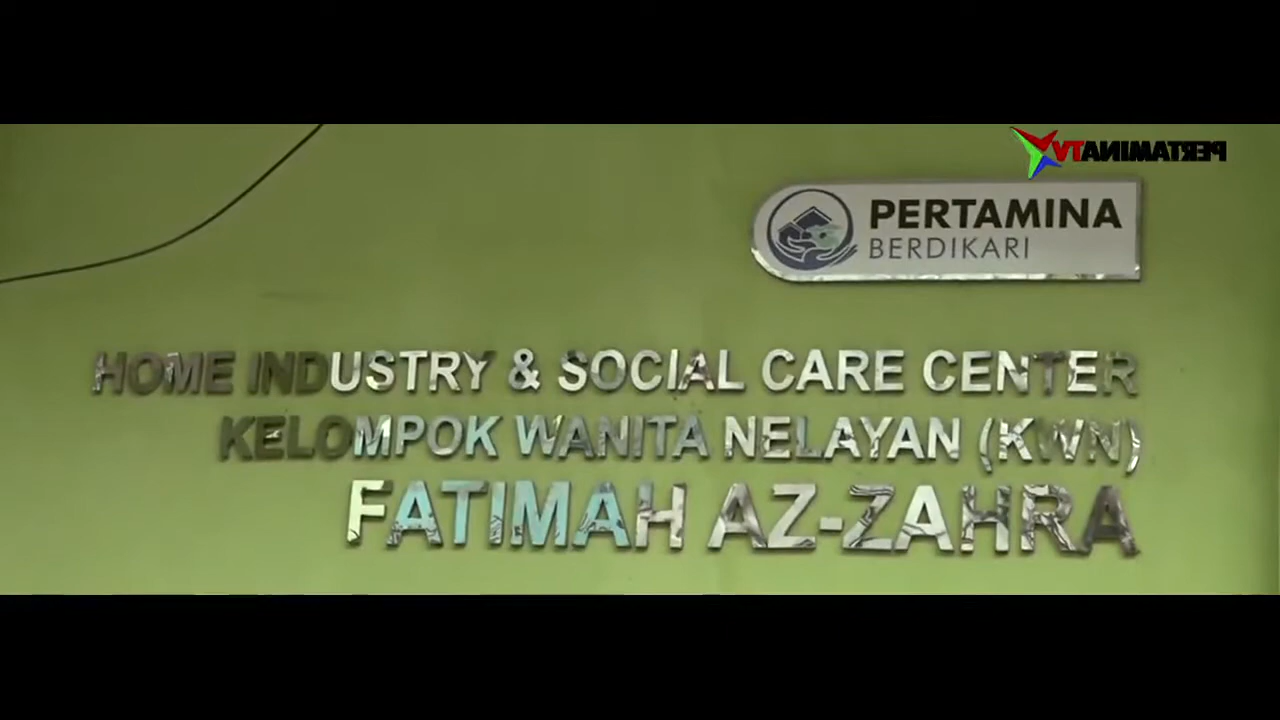 PERTAMINATV
PERTAMINA
BERDIKARI
HOME INDUSTRY & SOCIAL CARE CENTER
KELOMPOK WANITA NELAYAN (KWN)
FATIMAH AZ-ZAHRA